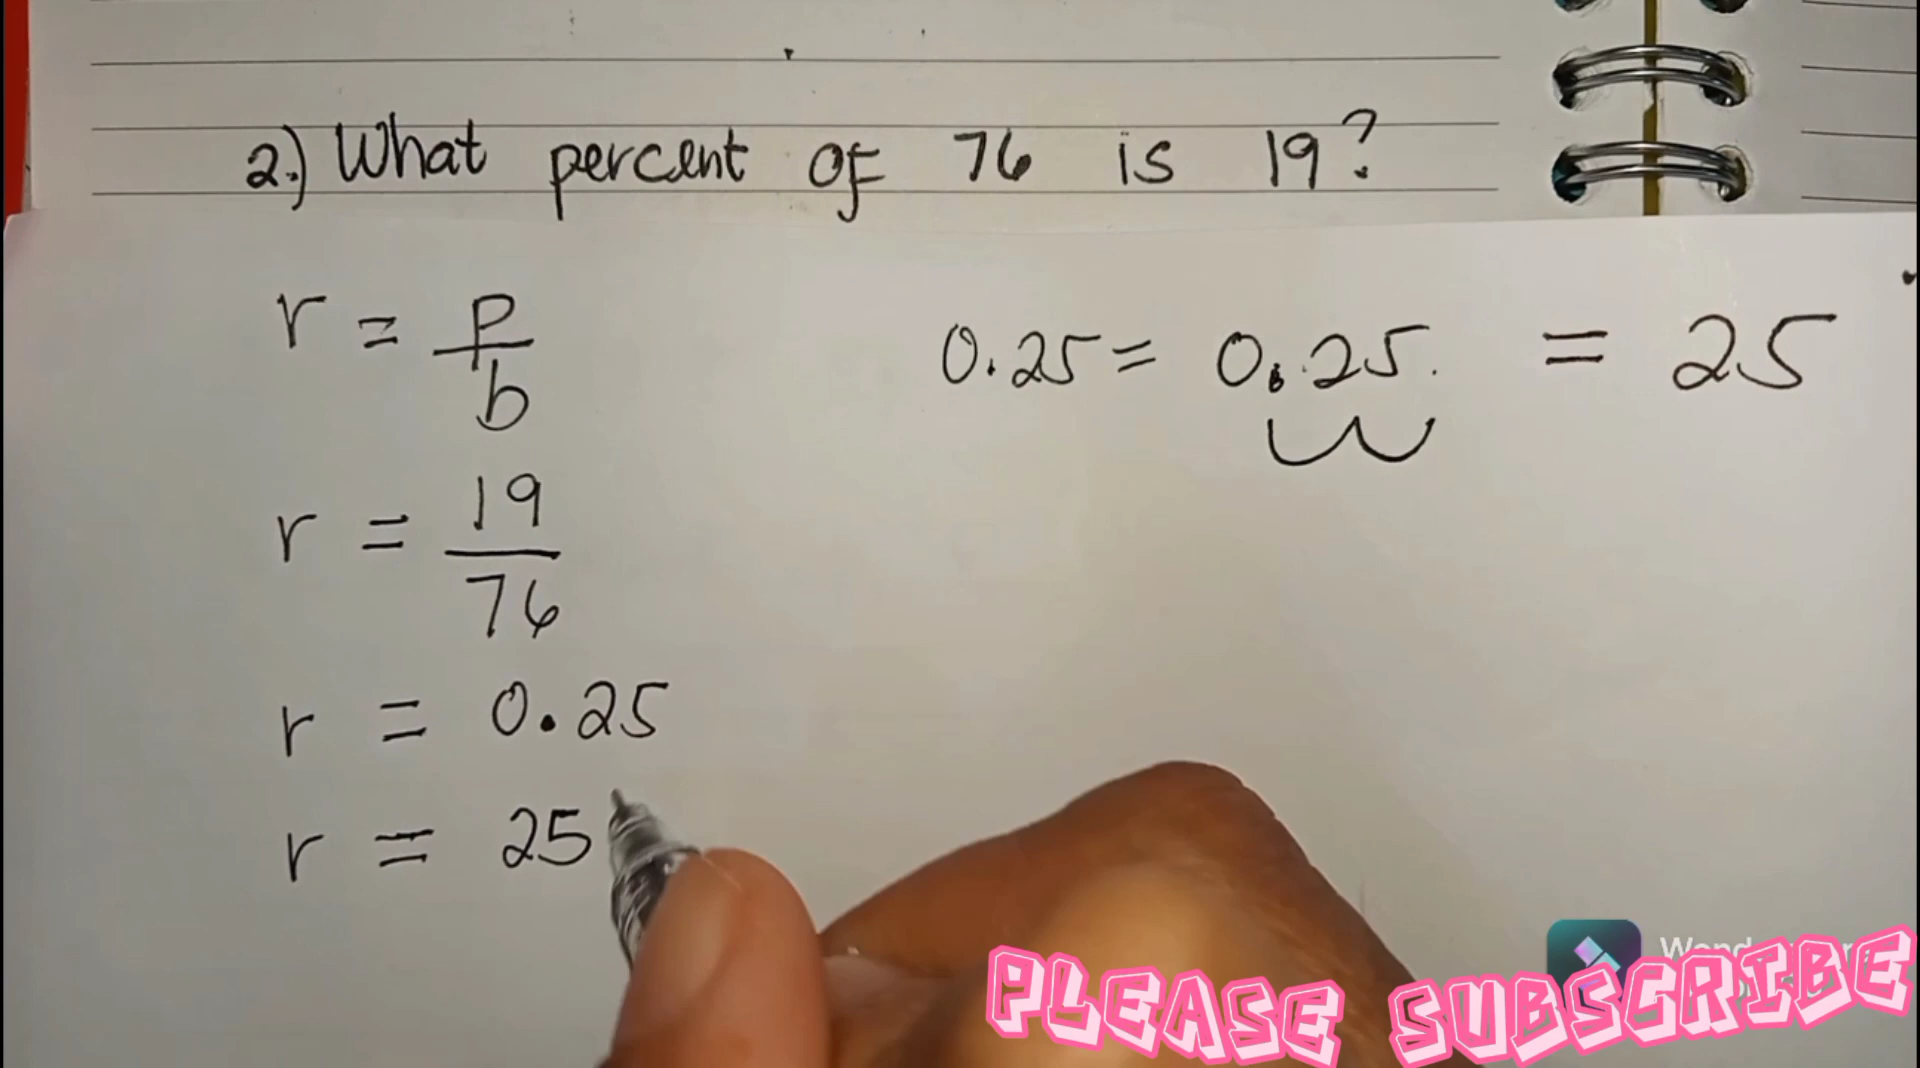 2.) What percent of 76 is 19?
r = p/b
r = 19/76
r = 0.25
r = 25
0.25 = 0.25. = 25
PLEASE SUBSCRIBE